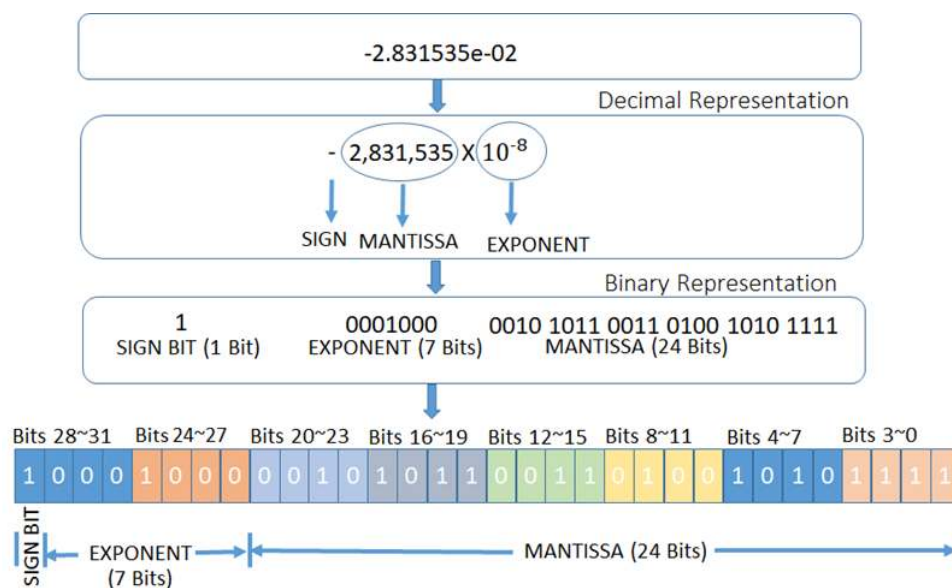 -2.831535e-02
Decimal Representation
- 2,831,535 X 10⁻⁸
SIGN MANTISSA EXPONENT
Binary Representation
1 0001000 0010 1011 0011 0100 1010 1111
SIGN BIT (1 Bit) EXPONENT (7 Bits) MANTISSA (24 Bits)
Bits 28~31 Bits 24~27 Bits 20~23 Bits 16~19 Bits 12~15 Bits 8~11 Bits 4~7 Bits 3~0
1 0 0 0 1 0 0 0 0 0 1 0 1 0 1 1 0 0 1 1 0 1 0 0 1 0 1 0 1 1 1 1
SIGN BIT
EXPONENT
(7 Bits)
MANTISSA (24 Bits)